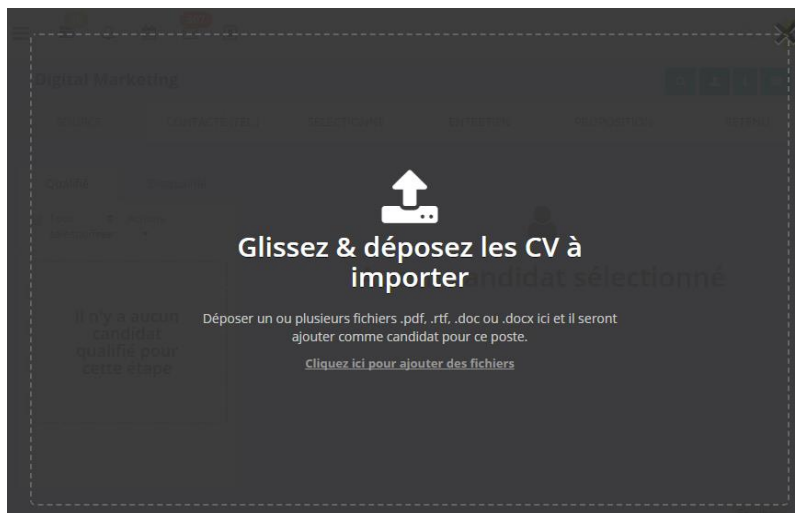 Digital Marketing
Qualifié
Glissez & déposez les CV à
importer
candidat sélectionné
Il n'y a aucun
candidat
qualifié pour
cette étape
Déposer un ou plusieurs fichiers .pdf, .rtf, .doc ou .docx ici et il seront
ajouter comme candidat pour ce poste.
Cliquez ici pour ajouter des fichiers